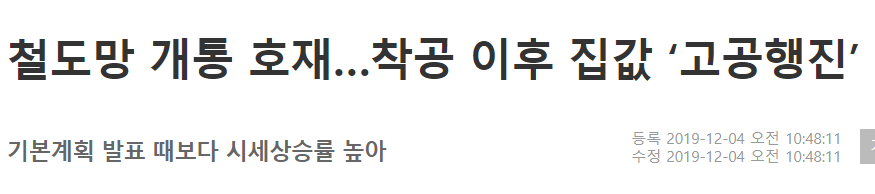 철도망 개통 호재...착공 이후 집값 ‘고공행진’
기본계획 발표 때보다 시세상승률 높아
등록 2019-12-04 오전 10:48:11
수정 2019-12-04 오전 10:48:11